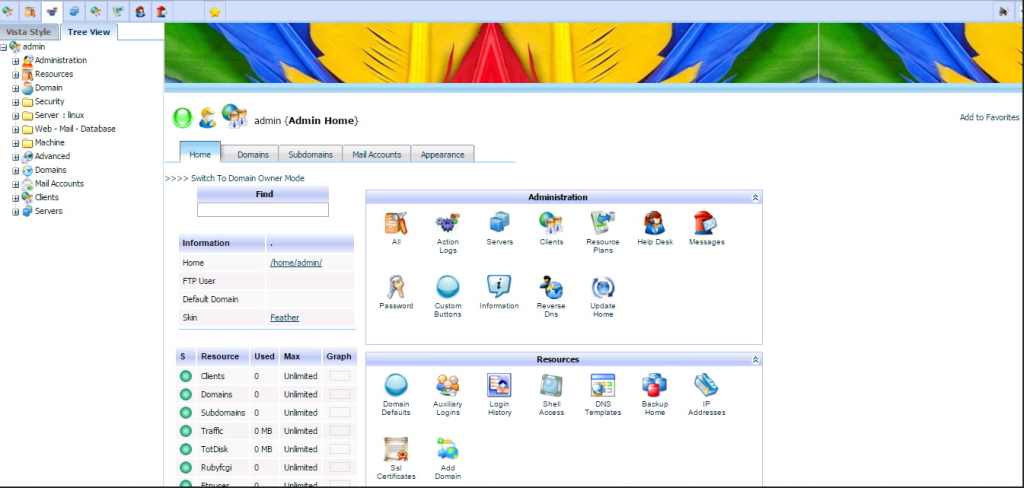 Vista Style Tree View
admin
Administration
Resources
Domain
Security
Server : linux
Web - Mail - Database
Machine
Advanced
Domains
Mail Accounts
Clients
Servers
admin {Admin Home}
Add to Favorites
Home Domains Subdomains Mail Accounts Appearance
>>>> Switch To Domain Owner Mode
Find
Information .
Home /home/admin/
FTP User
Default Domain
Skin Feather
S Resource Used Max Graph
Clients 0 Unlimited
Domains 0 Unlimited
Subdomains 0 Unlimited
Traffic 0 MB Unlimited
TotDisk 0 MB Unlimited
Rubyfcgi 0 Unlimited
Administration
All Action Logs Servers Clients Resource Plans Help Desk Messages
Password Custom Buttons Information Reverse Dns Update Home
Resources
Domain Defaults Auxiliary Logins Login History Shell Access DNS Templates Backup Home IP Addresses
Ssl Certificates Add Domain